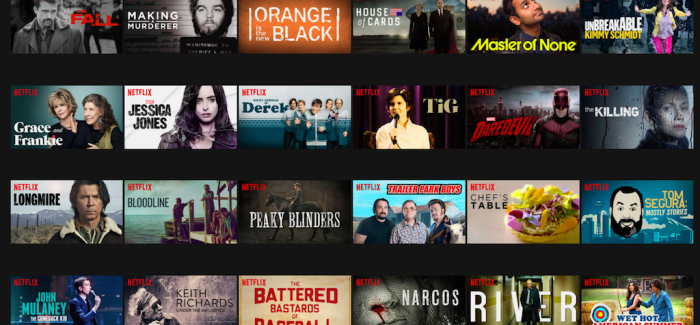 FALL
MAKING
MURDERER
MANITOWOC
ORANGE
is the new
BLACK
HOUSE
of CARDS
Master of None
UNBREAKABLE
KIMMY SCHMIDT
NETFLIX
Grace and
Frankie
NETFLIX
JESSICA
JONES
NETFLIX
Derek
NETFLIX
TiG
NETFLIX
MARVEL
DAREDEVIL
NETFLIX
the KILLING
NETFLIX
LONGMIRE
NETFLIX
BLOODLINE
NETFLIX
PEAKY BLINDERS
NETFLIX
TRAILER PARK BOYS
NETFLIX
CHEF'S
TABLE
NETFLIX
TOM
SEGURA:
MOSTLY STORIES
NETFLIX
JOHN
MULANEY
THE COMEBACK KID
NETFLIX
KEITH
RICHARDS
UNDER THE INFLUENCE
NETFLIX
THE
BATTERED
BASTARDS
OF BASEBALL
NETFLIX
NARCOS
NETFLIX
RIVER
NETFLIX
WET HOT
AMERICAN SUMMER